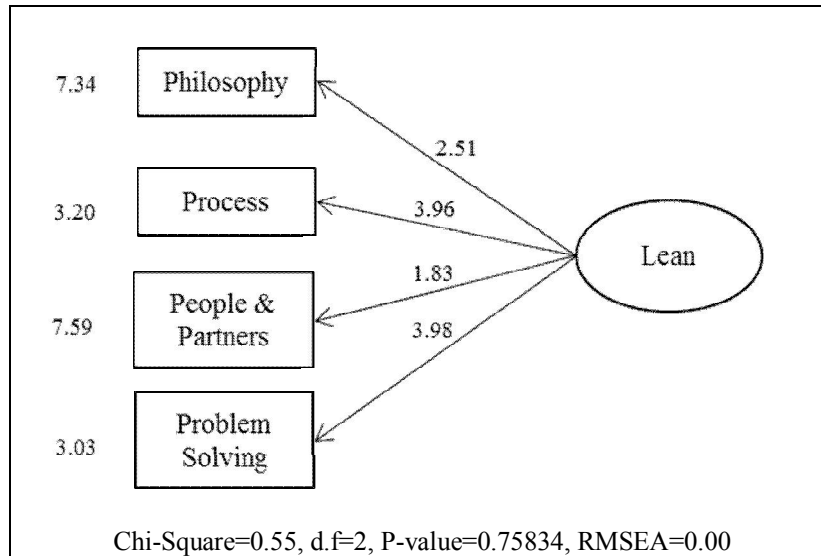 7.34
Philosophy
2.51
3.20
Process
3.96
Lean
7.59
People &
Partners
1.83
3.98
3.03
Problem
Solving
Chi-Square=0.55, d.f=2, P-value=0.75834, RMSEA=0.00